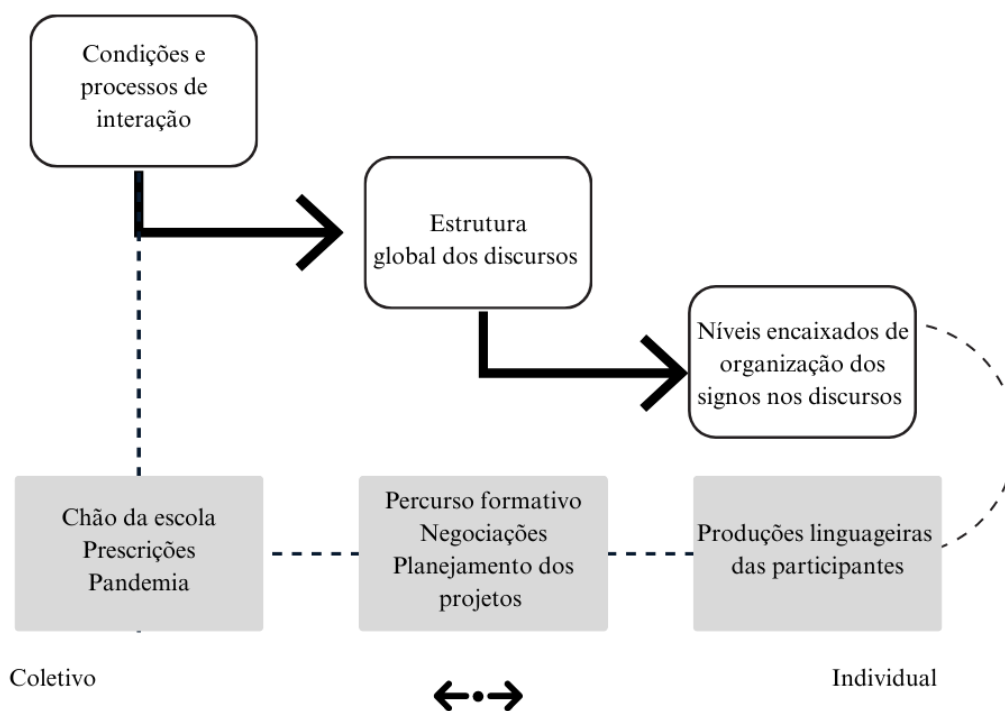 Condições e
processos de
interação
Estrutura
global dos discursos
Níveis encaixados de
organização dos
signos nos discursos
Chão da escola
Prescrições
Pandemia
Percurso formativo
Negociações
Planejamento dos
projetos
Produções linguageiras
das participantes
Coletivo
Individual